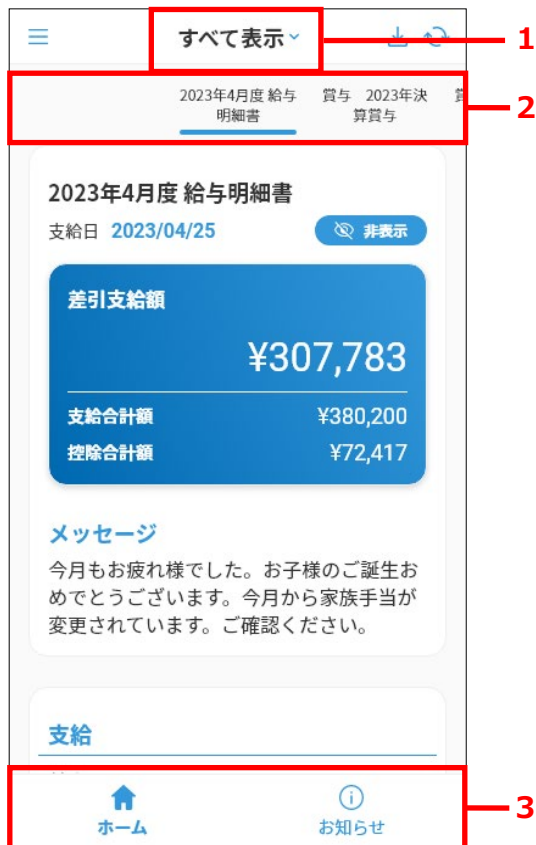 すべて表示
1
2023年4月度 給与
明細書
賞与 2023年決
算賞与
2
2023年4月度 給与明細書
支給日 2023/04/25
非表示
差引支給額
¥307,783
支給合計額 ¥380,200
控除合計額 ¥72,417
メッセージ
今月もお疲れ様でした。お子様のご誕生お
めでとうございます。今月から家族手当が
変更されています。ご確認ください。
支給
ホーム
お知らせ
3